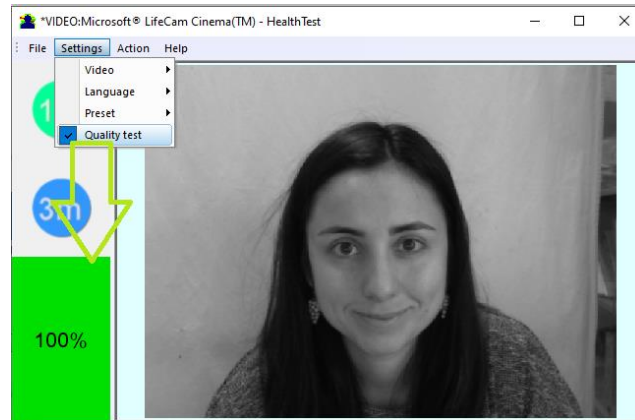 *VIDEO:Microsoft® LifeCam Cinema(TM) - HealthTest
File Settings Action Help
Video
Language
Preset
Quality test
1
3m
100%